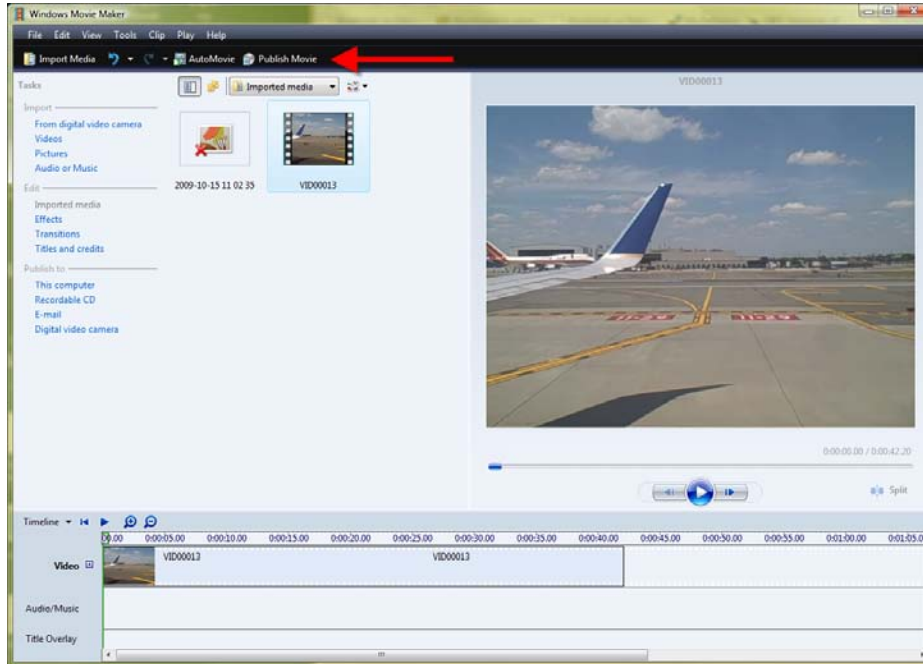 Windows Movie Maker
File Edit View Tools Clip Play Help
Import Media AutoMovie Publish Movie
Tasks
Imported media
VID00013
Import
From digital video camera
Videos
Pictures
Audio or Music
2009-10-15 11 02 35 VID00013
Edit
Imported media
Effects
Transitions
Titles and credits
Publish to
This computer
Recordable CD
E-mail
Digital video camera
0:00:00.00 / 0:00:42.20
Split
Timeline
0:00:05.00 0:00:10.00 0:00:15.00 0:00:20.00 0:00:25.00 0:00:30.00 0:00:35.00 0:00:40.00 0:00:45.00 0:00:50.00 0:00:55.00 0:01:00.00
Video VID00013 VID00013
Audio/Music
Title Overlay